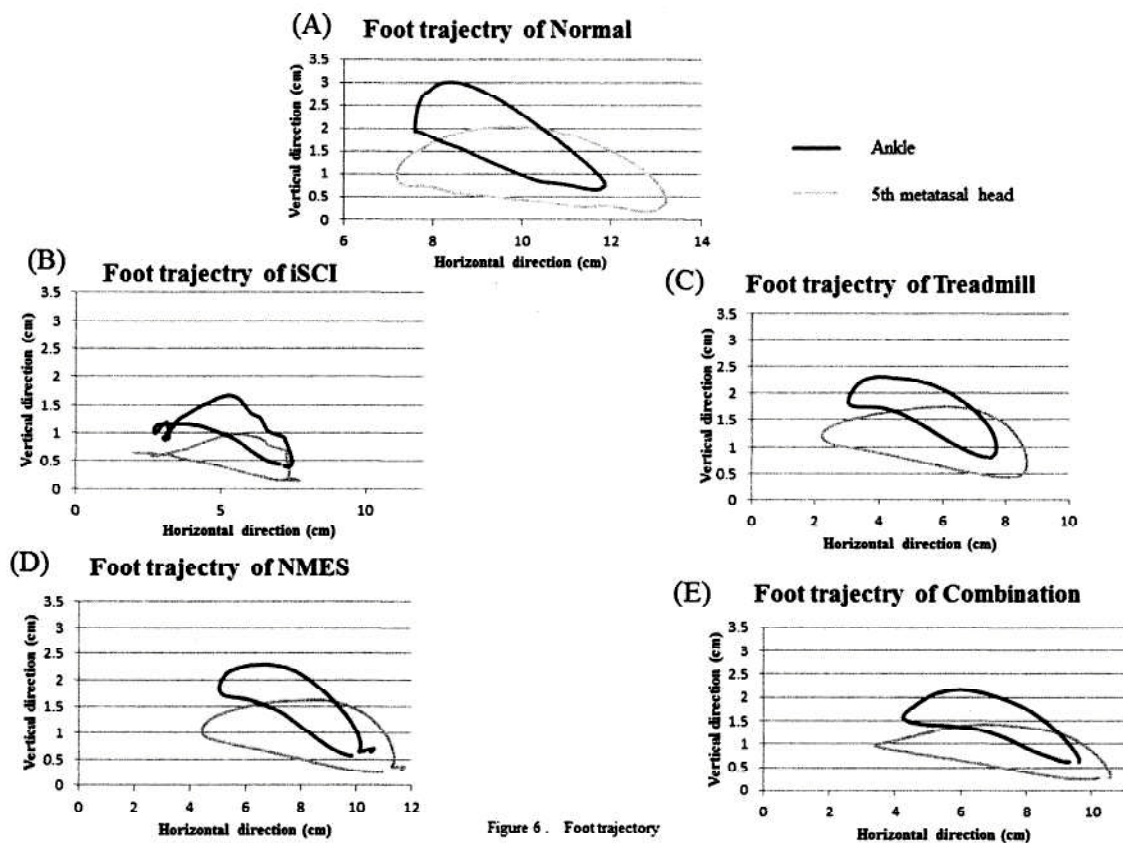 (A) Foot trajectry of Normal
3.5
3
2.5
2
1.5
1
0.5
0
Vertical direction (cm)
6 8 10 12 14
Horizontal direction (cm)
Ankle
5th metatasal head
(B) Foot trajectry of iSCI
3.5
3
2.5
2
1.5
1
0.5
0
Vertical direction (cm)
0 5 10
Horizontal direction (cm)
(C) Foot trajectry of Treadmill
3.5
3
2.5
2
1.5
1
0.5
0
Vertical direction (cm)
0 2 4 6 8 10
Horizontal direction (cm)
(D) Foot trajectry of NMES
3.5
3
2.5
2
1.5
1
0.5
0
Vertical direction (cm)
0 2 4 6 8 10 12
Horizontal direction (cm)
(E) Foot trajectry of Combination
3.5
3
2.5
2
1.5
1
0.5
0
Vertical direction (cm)
0 2 4 6 8 10
Horizontal direction (cm)
Figure 6 . Foot trajectory